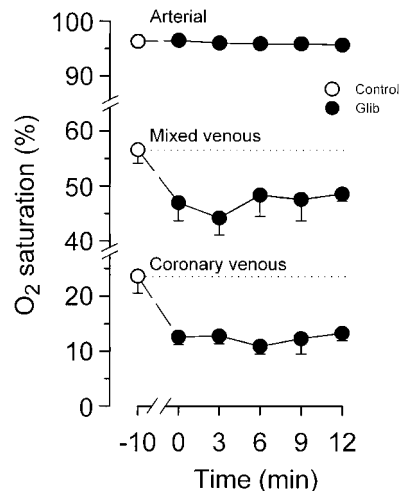 Arterial
100
95
Control
Glib
60
Mixed venous
50
40
Coronary venous
20
10
0
O2 saturation (%)
-10 0 3 6 9 12
Time (min)